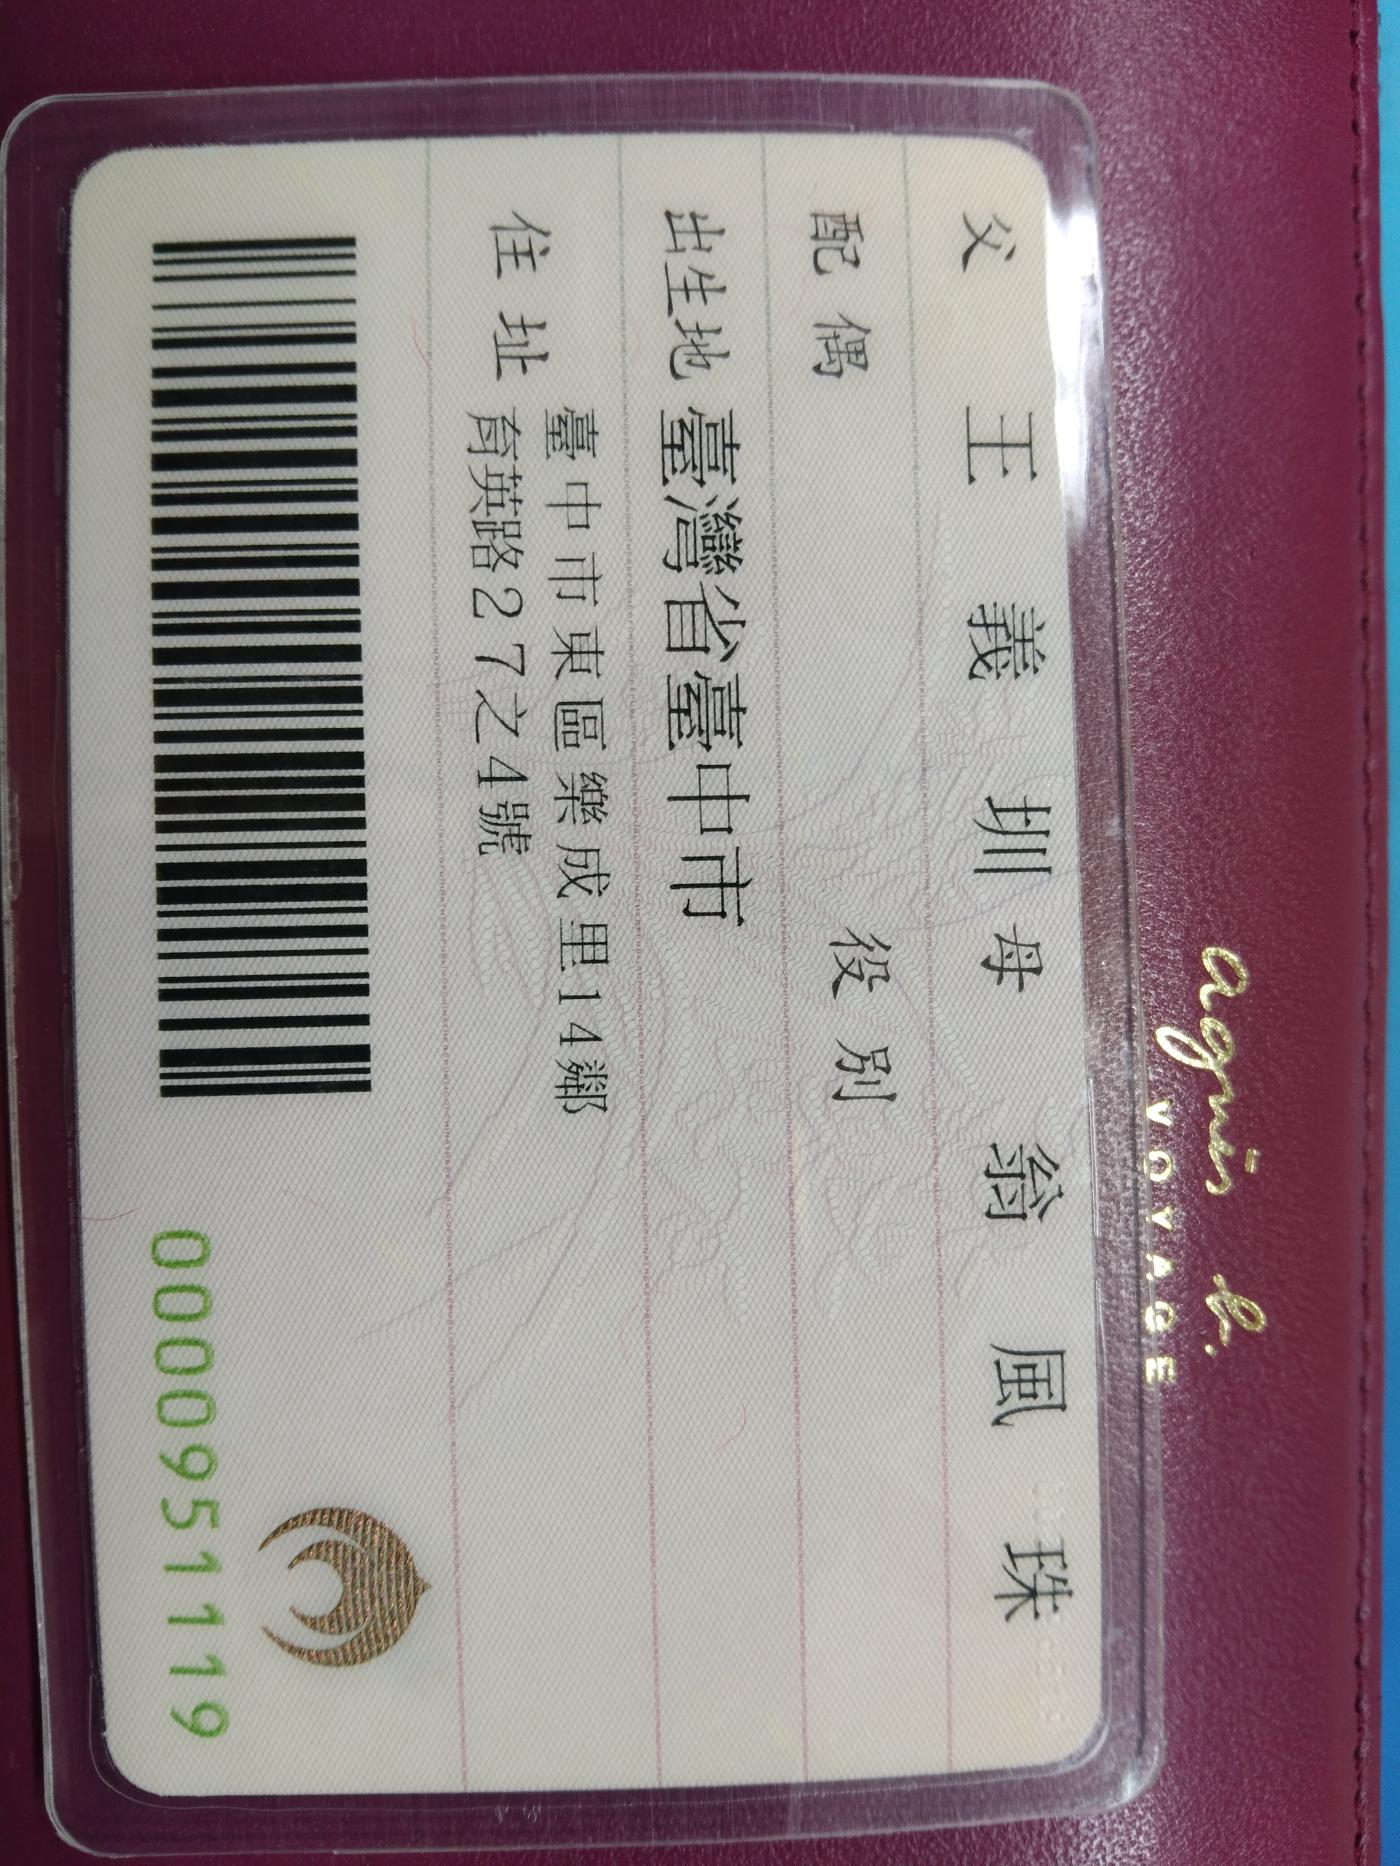 父 王義圳 母 翁風珠
配偶 役別
出生地 臺灣省臺中市
住址 臺中市東區樂成里14鄰
育英路27之4號
0000951119
agnès b.
VOYAGE